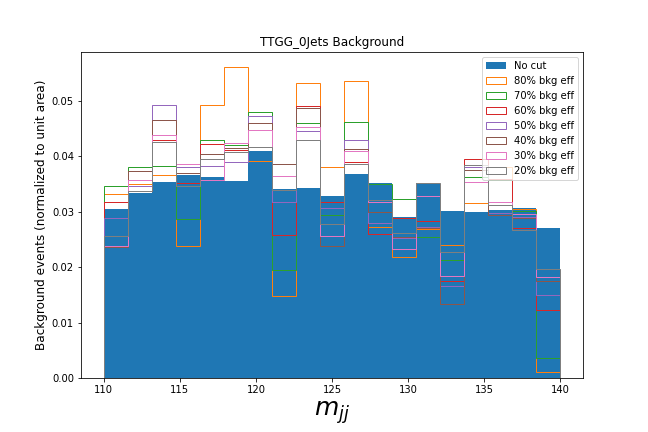 TTGG_0Jets Background
No cut
80% bkg eff
70% bkg eff
60% bkg eff
50% bkg eff
40% bkg eff
30% bkg eff
20% bkg eff
Background events (normalized to unit area)
0.05
0.04
0.03
0.02
0.01
0.00
110 115 120 125 130 135 140
m_{jj}